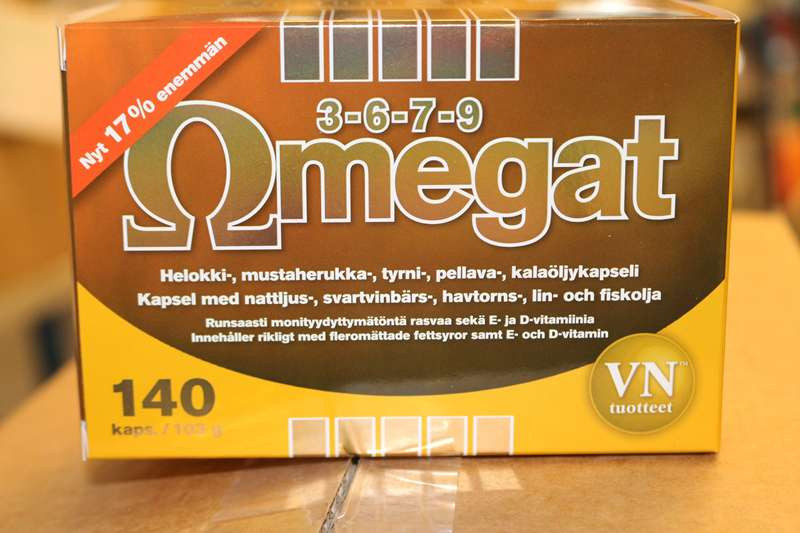 Nyt 17% enemmän
3-6-7-9
Ωmegat
Helokki-, mustaherukka-, tyrni-, pellava-, kalaöljykapseli
Kapsel med nattljus-, svartvinbärs-, havtorns-, lin- och fiskolja
Runsaasti monityydyttymätöntä rasvaa sekä E- ja D-vitamiinia
Innehåller rikligt med fleromättade fettsyror samt E- och D-vitamin
140
kaps. / 103 g
VN™
tuotteet